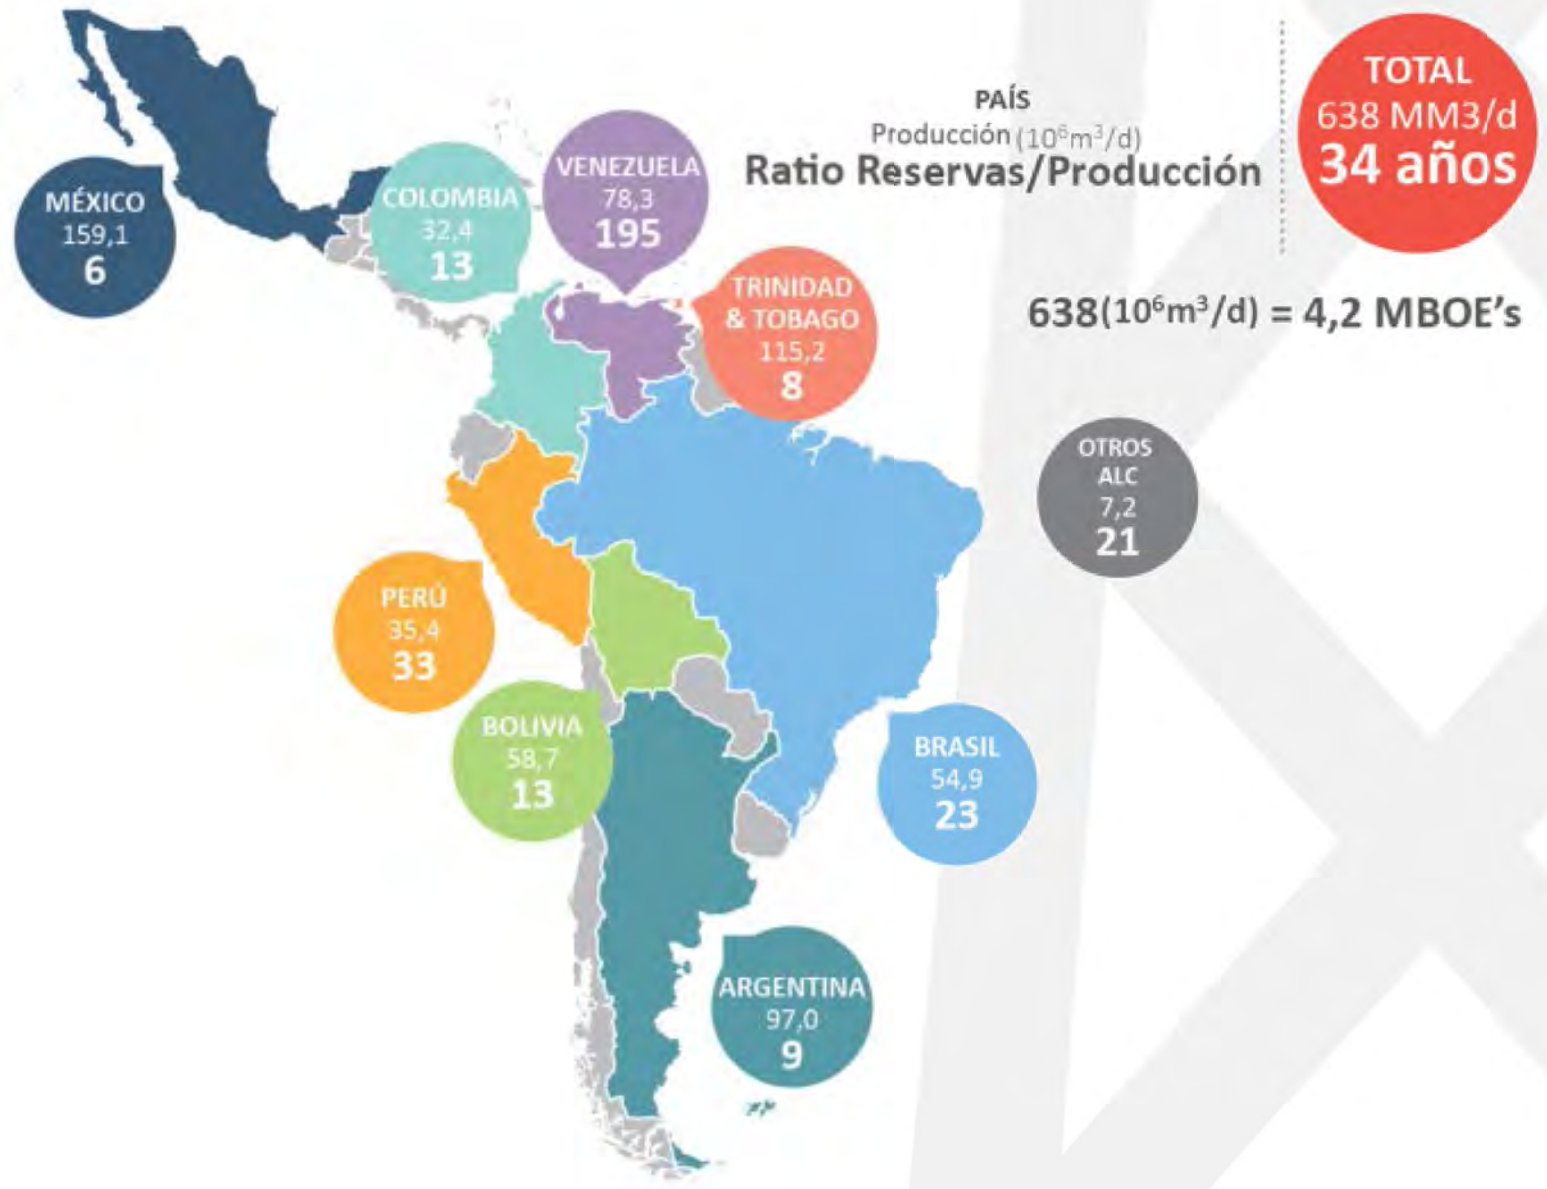 PAÍS
Producción (10⁶m³/d)
Ratio Reservas/Producción
TOTAL
638 MM3/d
34 años
638(10⁶m³/d) = 4,2 MBOE's
MÉXICO
159,1
6
COLOMBIA
32,4
13
VENEZUELA
78,3
195
TRINIDAD
& TOBAGO
115,2
8
OTROS
ALC
7,2
21
PERÚ
35,4
33
BOLIVIA
58,7
13
BRASIL
54,9
23
ARGENTINA
97,0
9